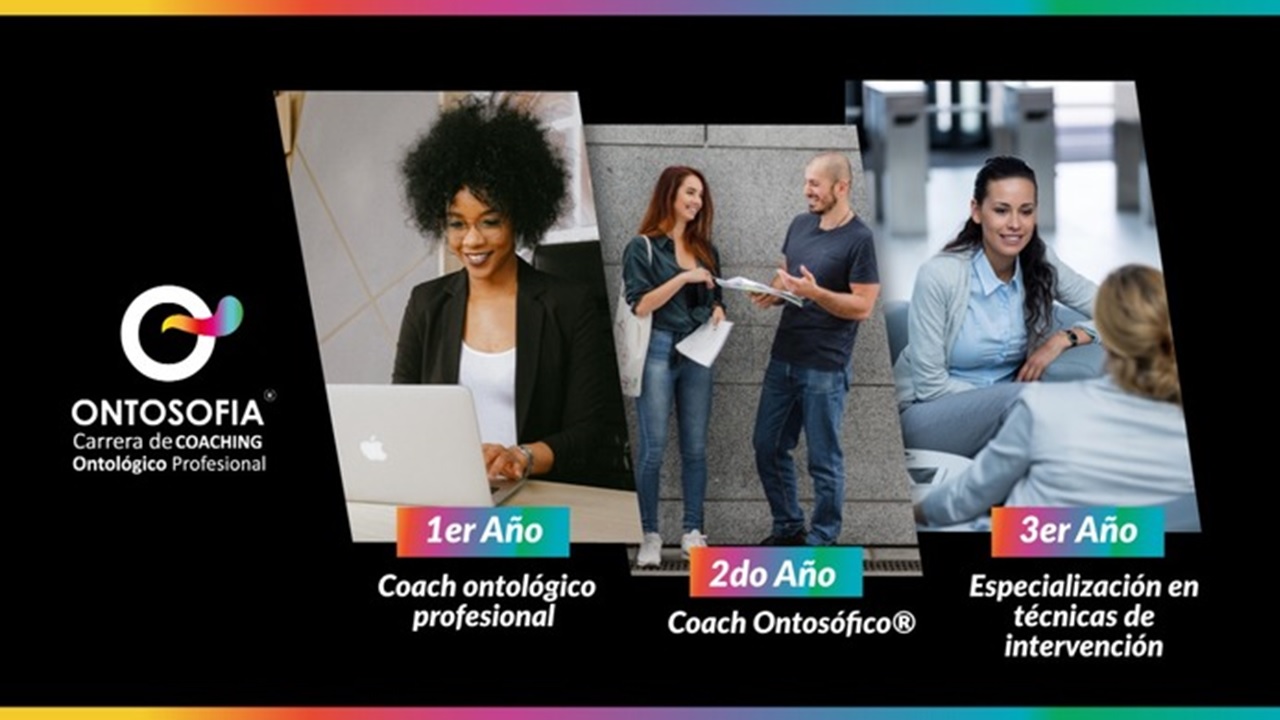 ONTOSOFIA®
Carrera de COACHING
Ontológico Profesional
1er Año
Coach ontológico
profesional
2do Año
Coach Ontosófico®
3er Año
Especialización en
técnicas de
intervención